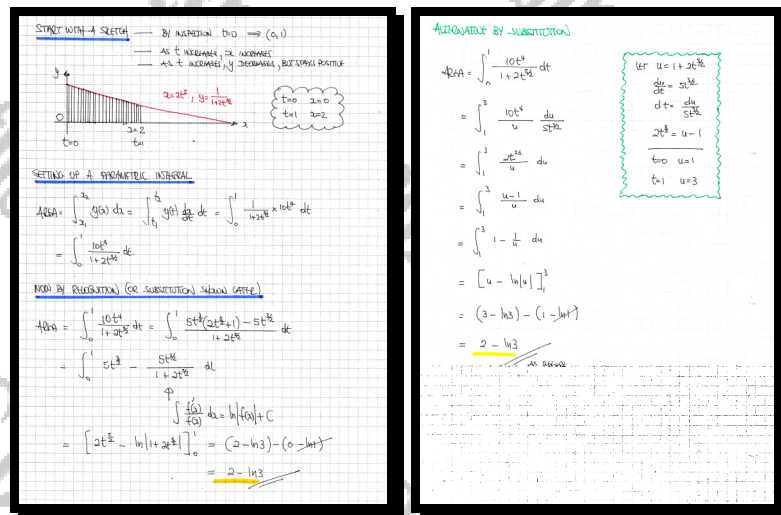 START WITH A SKETCH — BY INSPECTION t=0 ⟹ (0,1)
— AS t INCREASES, x INCREASES
— AS t INCREASES, y DECREASES, BUT STAYS POSITIVE
y
x=2t^5, y=1/(1+2t^(5/2))
t=0 x=0
t=1 x=2
O
x
x=2
t=0
t=1
SETTING UP A PARAMETRIC INTEGRAL
AREA = ∫_{x₁}^{x₂} y(x) dx = ∫_{t₁}^{t₂} y(t) dx/dt dt = ∫_0^1 1/(1+2t^(5/2)) × 10t^4 dt
= ∫_0^1 10t^4/(1+2t^(5/2)) dt
NOW BY RECOGNITION (OR SUBSTITUTION SHOWN LATER)
AREA = ∫_0^1 10t^4/(1+2t^(5/2)) dt = ∫_0^1 (5t^(3/2)(2t^(5/2)+1) − 5t^(3/2))/(1+2t^(5/2)) dt
= ∫_0^1 5t^(3/2) − 5t^(3/2)/(1+2t^(5/2)) dt
∫ f'(x)/f(x) dx = ln|f(x)| + C
= [2t^(5/2) − ln|1+2t^(5/2)|]_0^1 = (2−ln3) − (0−ln1)
= 2 − ln3
ALTERNATIVE BY SUBSTITUTION
AREA = ∫_0^1 10t^4/(1+2t^(5/2)) dt
= ∫_1^3 10t^4/u du/(5t^(3/2))
= ∫_1^3 2t^(5/2)/u du
= ∫_1^3 (u−1)/u du
= ∫_1^3 1 − 1/u du
= [u − ln|u|]_1^3
= (3−ln3) − (1−ln1)
= 2 − ln3
AS BEFORE
LET u = 1+2t^(5/2)
du/dt = 5t^(3/2)
dt = du/(5t^(3/2))
2t^(5/2) = u−1
t=0 u=1
t=1 u=3